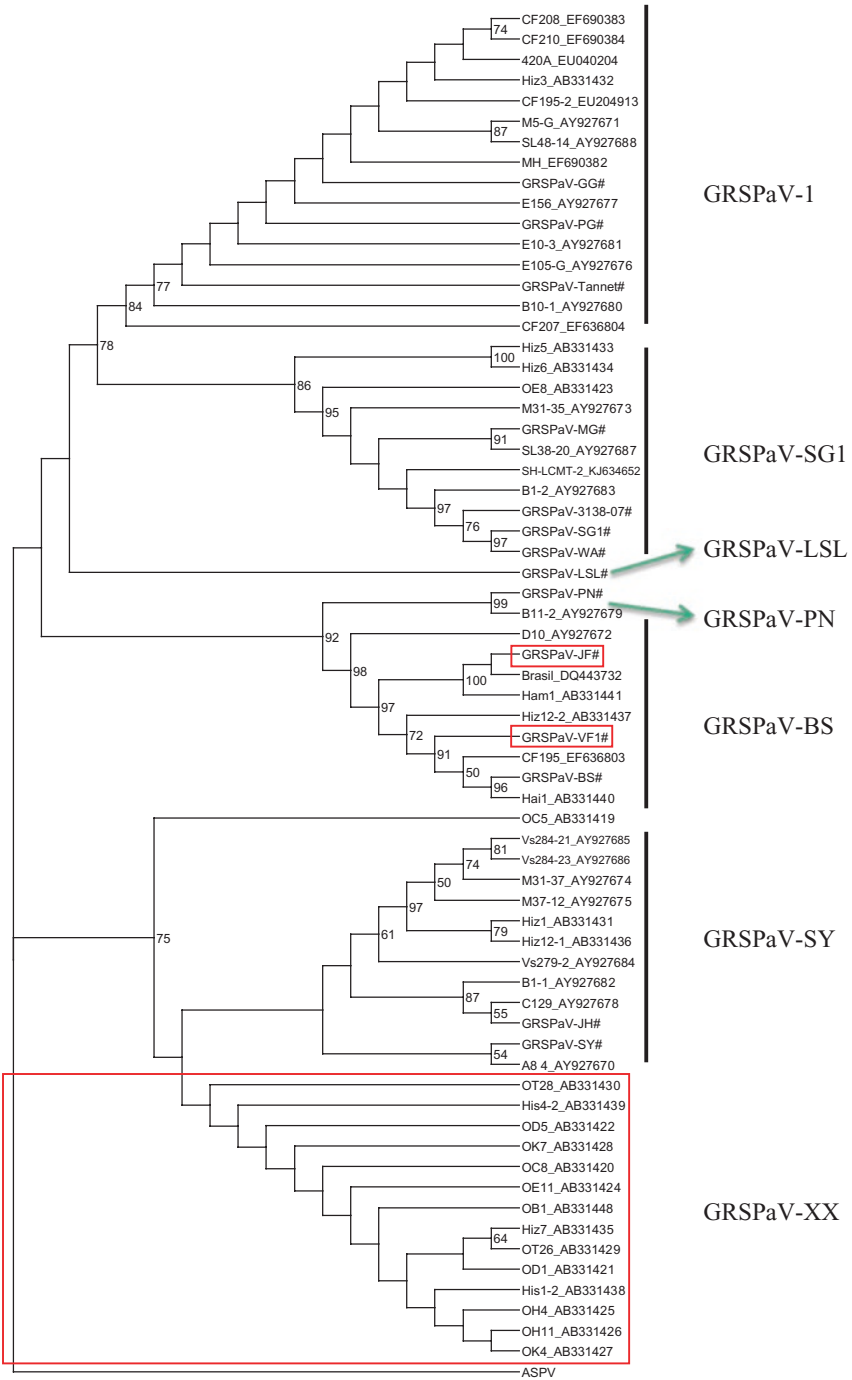 CF208_EF690383
74
CF210_EF690384
420A_EU040204
Hiz3_AB331432
CF195-2_EU204913
M5-G_AY927671
87
SL48-14_AY927688
MH_EF690382
GRSPaV-GG#
GRSPaV-1
E156_AY927677
GRSPaV-PG#
E10-3_AY927681
E105-G_AY927676
77
GRSPaV-Tannet#
84
B10-1_AY927680
CF207_EF636804
78
Hiz5_AB331433
100
Hiz6_AB331434
86
OE8_AB331423
95
M31-35_AY927673
GRSPaV-MG#
91
SL38-20_AY927687
GRSPaV-SG1
SH-LCMT-2_KJ634652
B1-2_AY927683
97
GRSPaV-3138-07#
76
GRSPaV-SG1#
97
GRSPaV-WA#
GRSPaV-LSL
GRSPaV-LSL#
GRSPaV-PN#
99
B11-2_AY927679
GRSPaV-PN
92
D10_AY927672
98
GRSPaV-JF#
100
Brasil_DQ443732
Ham1_AB331441
97
Hiz12-2_AB331437
GRSPaV-BS
72
GRSPaV-VF1#
91
CF195_EF636803
50
GRSPaV-BS#
96
Hai1_AB331440
OC5_AB331419
Vs284-21_AY927685
81
Vs284-23_AY927686
74
M31-37_AY927674
50
M37-12_AY927675
97
Hiz1_AB331431
79
Hiz12-1_AB331436
61
75
GRSPaV-SY
Vs279-2_AY927684
B1-1_AY927682
87
C129_AY927678
55
GRSPaV-JH#
GRSPaV-SY#
54
A8 4_AY927670
OT28_AB331430
His4-2_AB331439
OD5_AB331422
OK7_AB331428
OC8_AB331420
OE11_AB331424
OB1_AB331448
GRSPaV-XX
Hiz7_AB331435
64
OT26_AB331429
OD1_AB331421
His1-2_AB331438
OH4_AB331425
OH11_AB331426
OK4_AB331427
ASPV